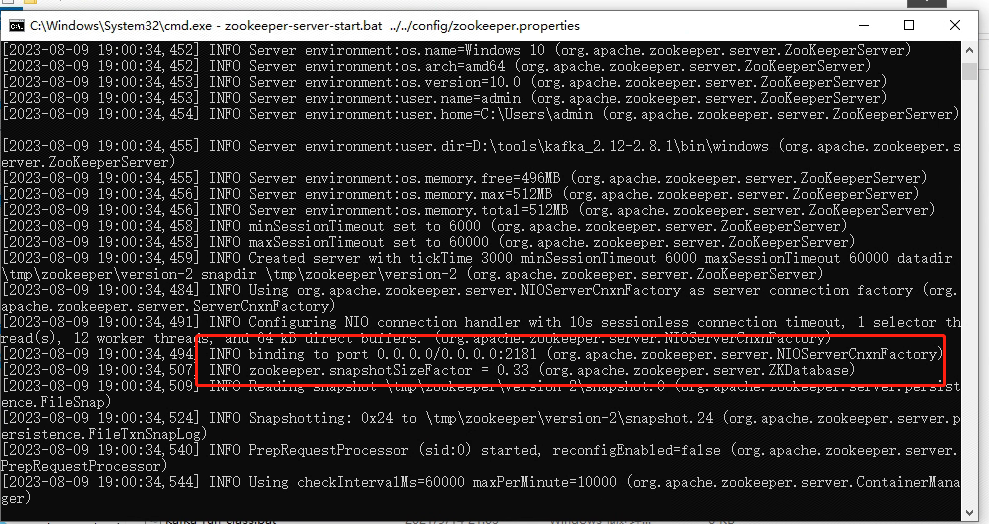 C:\Windows\System32\cmd.exe - zookeeper-server-start.bat ../../config/zookeeper.properties
[2023-08-09 19:00:34,452] INFO Server environment:os.name=Windows 10 (org.apache.zookeeper.server.ZooKeeperServer)
[2023-08-09 19:00:34,452] INFO Server environment:os.arch=amd64 (org.apache.zookeeper.server.ZooKeeperServer)
[2023-08-09 19:00:34,453] INFO Server environment:os.version=10.0 (org.apache.zookeeper.server.ZooKeeperServer)
[2023-08-09 19:00:34,453] INFO Server environment:user.name=admin (org.apache.zookeeper.server.ZooKeeperServer)
[2023-08-09 19:00:34,454] INFO Server environment:user.home=C:\Users\admin (org.apache.zookeeper.server.ZooKeeperServer)
[2023-08-09 19:00:34,455] INFO Server environment:user.dir=D:\tools\kafka_2.12-2.8.1\bin\windows (org.apache.zookeeper.s
erver.ZooKeeperServer)
[2023-08-09 19:00:34,455] INFO Server environment:os.memory.free=496MB (org.apache.zookeeper.server.ZooKeeperServer)
[2023-08-09 19:00:34,456] INFO Server environment:os.memory.max=512MB (org.apache.zookeeper.server.ZooKeeperServer)
[2023-08-09 19:00:34,456] INFO Server environment:os.memory.total=512MB (org.apache.zookeeper.server.ZooKeeperServer)
[2023-08-09 19:00:34,458] INFO minSessionTimeout set to 6000 (org.apache.zookeeper.server.ZooKeeperServer)
[2023-08-09 19:00:34,458] INFO maxSessionTimeout set to 60000 (org.apache.zookeeper.server.ZooKeeperServer)
[2023-08-09 19:00:34,459] INFO Created server with tickTime 3000 minSessionTimeout 6000 maxSessionTimeout 60000 datadir
\tmp\zookeeper\version-2 snapdir \tmp\zookeeper\version-2 (org.apache.zookeeper.server.ZooKeeperServer)
[2023-08-09 19:00:34,484] INFO Using org.apache.zookeeper.server.NIOServerCnxnFactory as server connection factory (org.
apache.zookeeper.server.ServerCnxnFactory)
[2023-08-09 19:00:34,491] INFO Configuring NIO connection handler with 10s sessionless connection timeout, 1 selector th
read(s), 12 worker threads, and 64 kB direct buffers. (org.apache.zookeeper.server.NIOServerCnxnFactory)
[2023-08-09 19:00:34,494] INFO binding to port 0.0.0.0/0.0.0.0:2181 (org.apache.zookeeper.server.NIOServerCnxnFactory)
[2023-08-09 19:00:34,507] INFO zookeeper.snapshotSizeFactor = 0.33 (org.apache.zookeeper.server.ZKDatabase)
[2023-08-09 19:00:34,509] INFO Reading snapshot \tmp\zookeeper\version-2\snapshot.0 (org.apache.zookeeper.server.persist
ence.FileSnap)
[2023-08-09 19:00:34,524] INFO Snapshotting: 0x24 to \tmp\zookeeper\version-2\snapshot.24 (org.apache.zookeeper.server.p
ersistence.FileTxnSnapLog)
[2023-08-09 19:00:34,540] INFO PrepRequestProcessor (sid:0) started, reconfigEnabled=false (org.apache.zookeeper.server.
PrepRequestProcessor)
[2023-08-09 19:00:34,544] INFO Using checkIntervalMs=60000 maxPerMinute=10000 (org.apache.zookeeper.server.ContainerMana
ger)